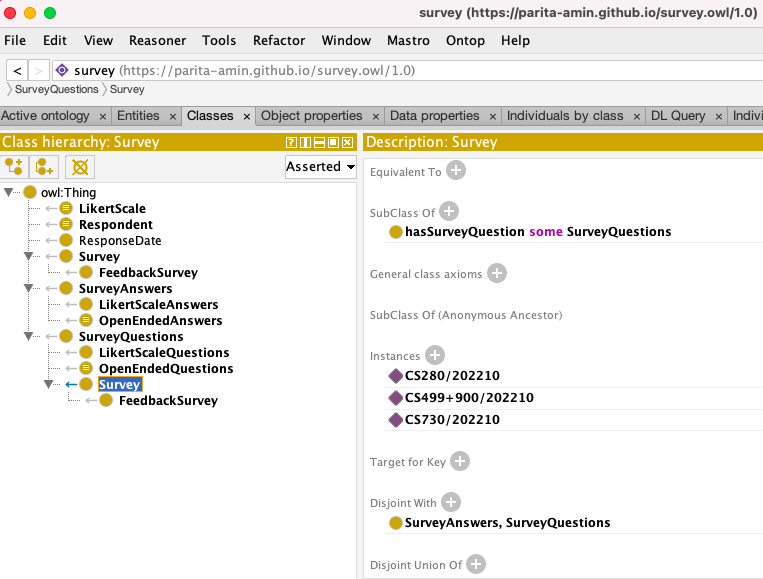 survey (https://parita-amin.github.io/survey.owl/1.0)
File Edit View Reasoner Tools Refactor Window Mastro Ontop Help
< > survey (https://parita-amin.github.io/survey.owl/1.0)
SurveyQuestions Survey
Active ontology × Entities × Classes × Object properties × Data properties × Individuals by class × DL Query × Indivi
Class hierarchy: Survey
Asserted
owl:Thing
LikertScale
Respondent
ResponseDate
Survey
FeedbackSurvey
SurveyAnswers
LikertScaleAnswers
OpenEndedAnswers
SurveyQuestions
LikertScaleQuestions
OpenEndedQuestions
Survey
FeedbackSurvey
Description: Survey
Equivalent To
SubClass Of
hasSurveyQuestion some SurveyQuestions
General class axioms
SubClass Of (Anonymous Ancestor)
Instances
CS280/202210
CS499+900/202210
CS730/202210
Target for Key
Disjoint With
SurveyAnswers, SurveyQuestions
Disjoint Union Of